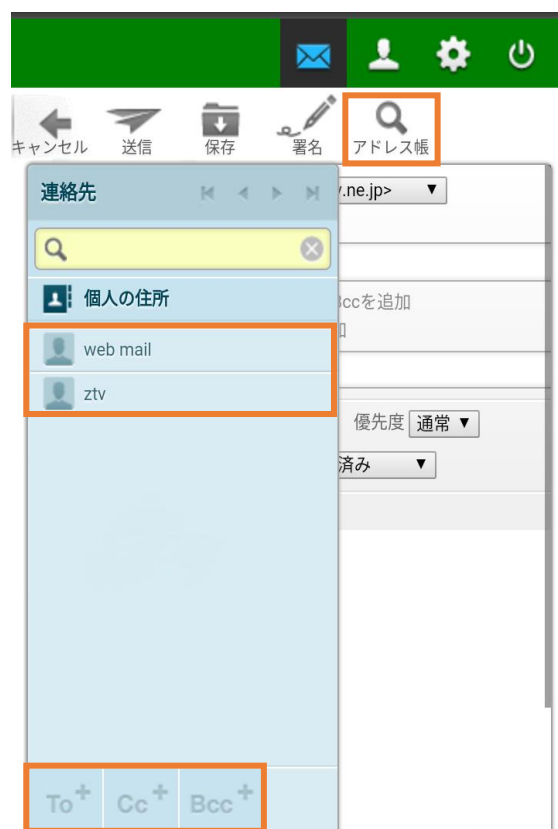 キャンセル 送信 保存 署名 アドレス帳
連絡先
.ne.jp> ▼
個人の住所
Bccを追加
web mail
ztv
優先度 通常 ▼
済み ▼
To+ Cc+ Bcc+